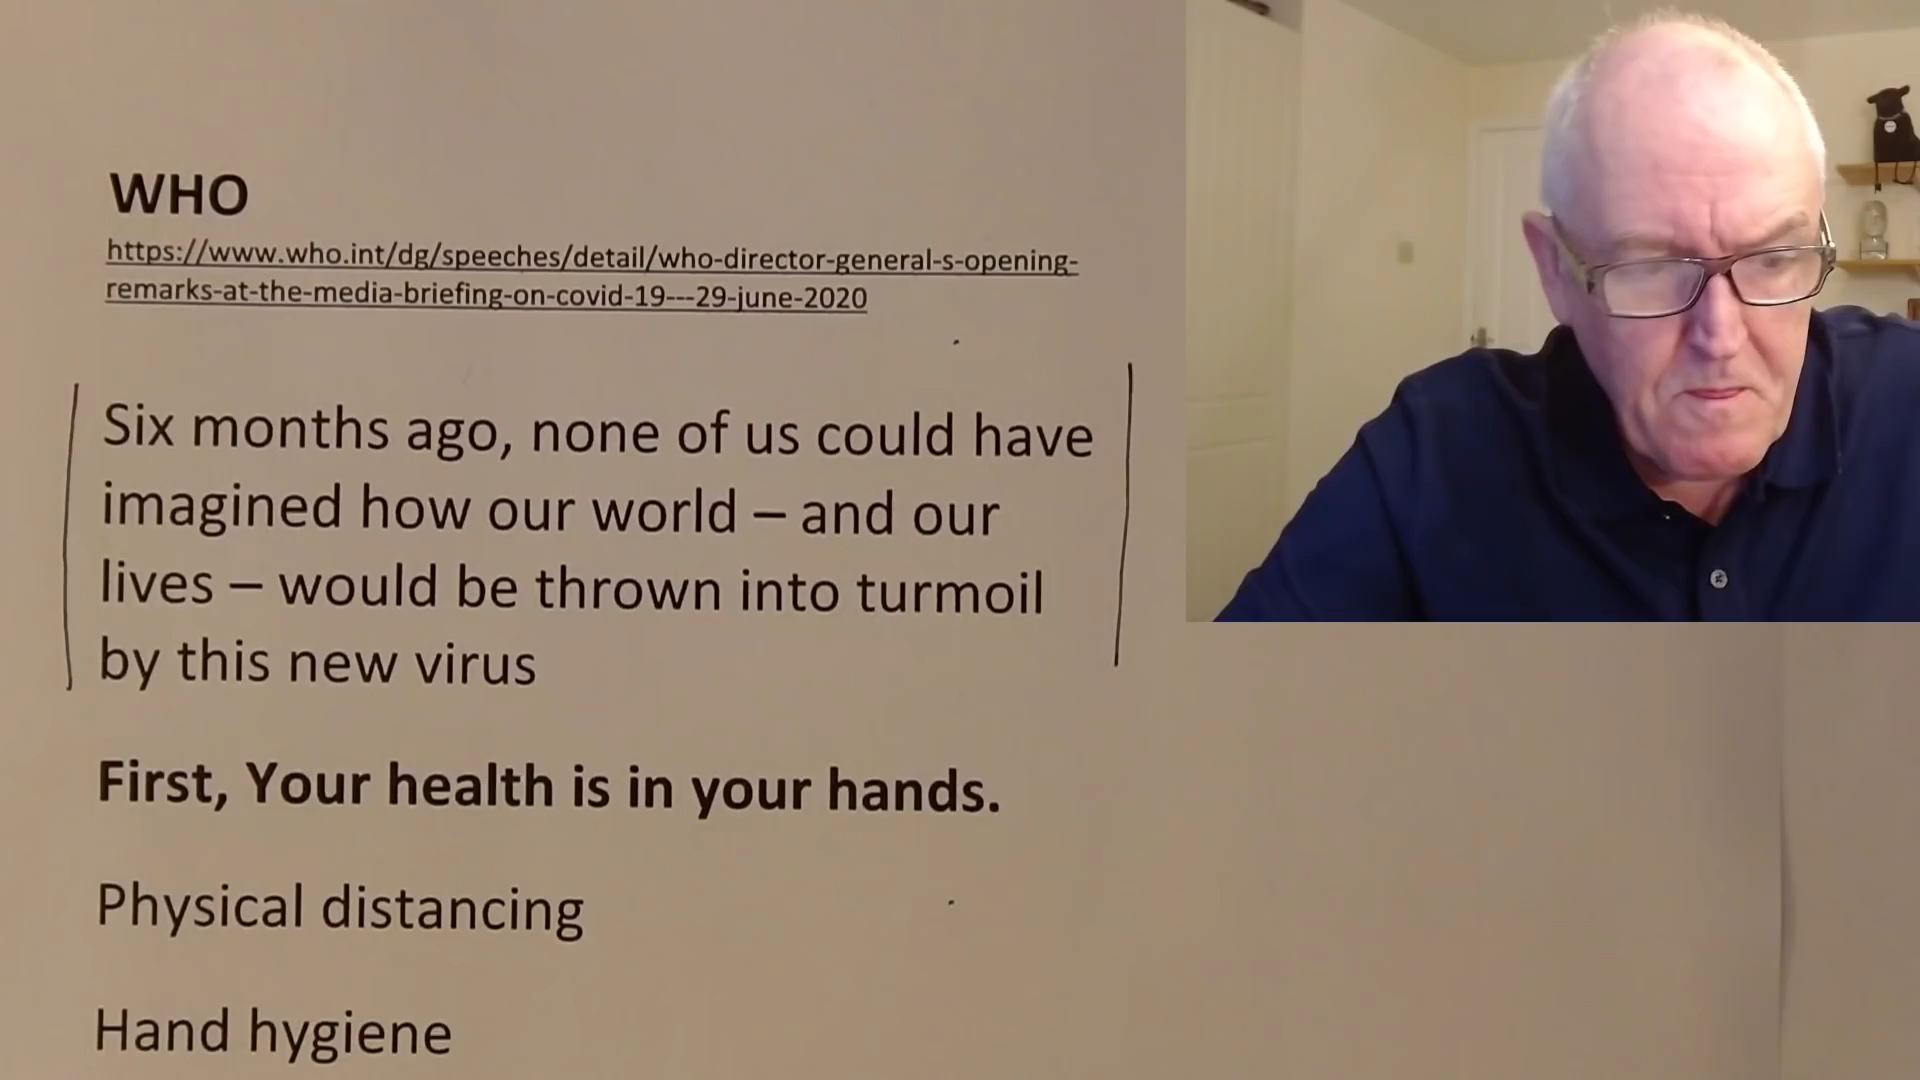 WHO
https://www.who.int/dg/speeches/detail/who-director-general-s-opening-
remarks-at-the-media-briefing-on-covid-19---29-june-2020
Six months ago, none of us could have
imagined how our world – and our
lives – would be thrown into turmoil
by this new virus
First, Your health is in your hands.
Physical distancing
Hand hygiene